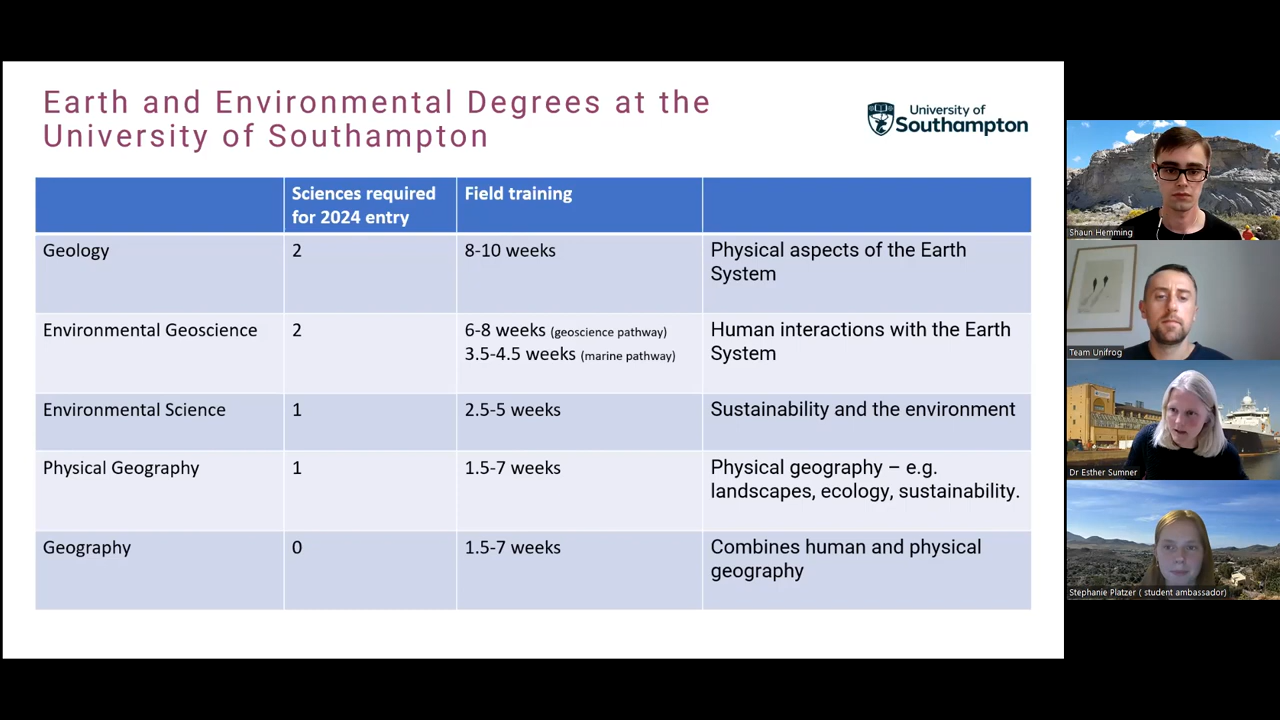 Earth and Environmental Degrees at the
University of Southampton
University of
Southampton
Sciences required
for 2024 entry
Field training
Geology
2
8-10 weeks
Physical aspects of the Earth
System
Environmental Geoscience
2
6-8 weeks (geoscience pathway)
3.5-4.5 weeks (marine pathway)
Human interactions with the Earth
System
Environmental Science
1
2.5-5 weeks
Sustainability and the environment
Physical Geography
1
1.5-7 weeks
Physical geography – e.g.
landscapes, ecology, sustainability.
Geography
0
1.5-7 weeks
Combines human and physical
geography
Shaun Hemming
Team Unifrog
Dr Esther Sumner
Stephanie Platzer ( student ambassador)